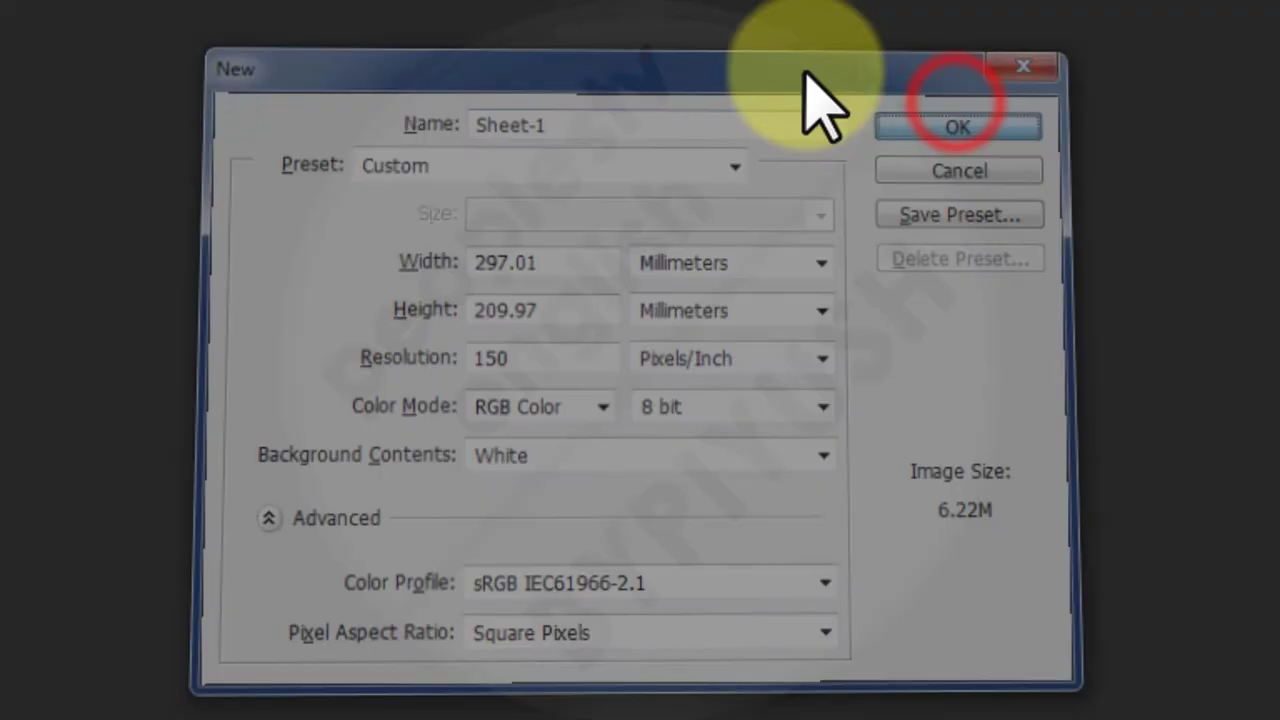 New
Name: Sheet-1
OK
Preset: Custom
Cancel
Size:
Save Preset...
Width: 297.01 Millimeters
Delete Preset...
Height: 209.97 Millimeters
Resolution: 150 Pixels/Inch
Color Mode: RGB Color 8 bit
Background Contents: White
Image Size:
6.22M
Advanced
Color Profile: sRGB IEC61966-2.1
Pixel Aspect Ratio: Square Pixels